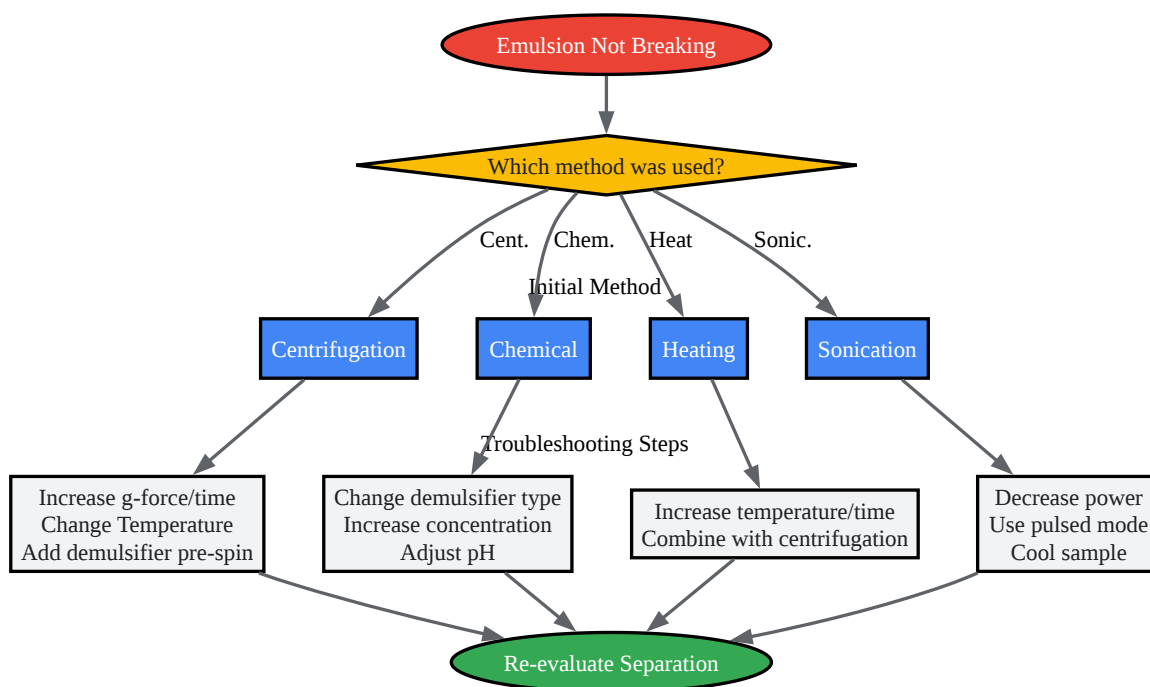 Emulsion Not Breaking
Which method was used?
Cent.
Chem.
Heat
Sonic.
Initial Method
Centrifugation
Chemical
Heating
Sonication
Troubleshooting Steps
Increase g-force/time
Change Temperature
Add demulsifier pre-spin
Change demulsifier type
Increase concentration
Adjust pH
Increase temperature/time
Combine with centrifugation
Decrease power
Use pulsed mode
Cool sample
Re-evaluate Separation